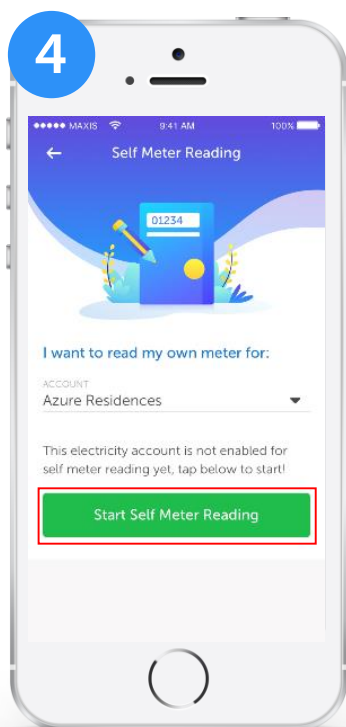 4
MAXIS 9:41 AM 100%
Self Meter Reading
01234
I want to read my own meter for:
ACCOUNT
Azure Residences
This electricity account is not enabled for
self meter reading yet, tap below to start!
Start Self Meter Reading